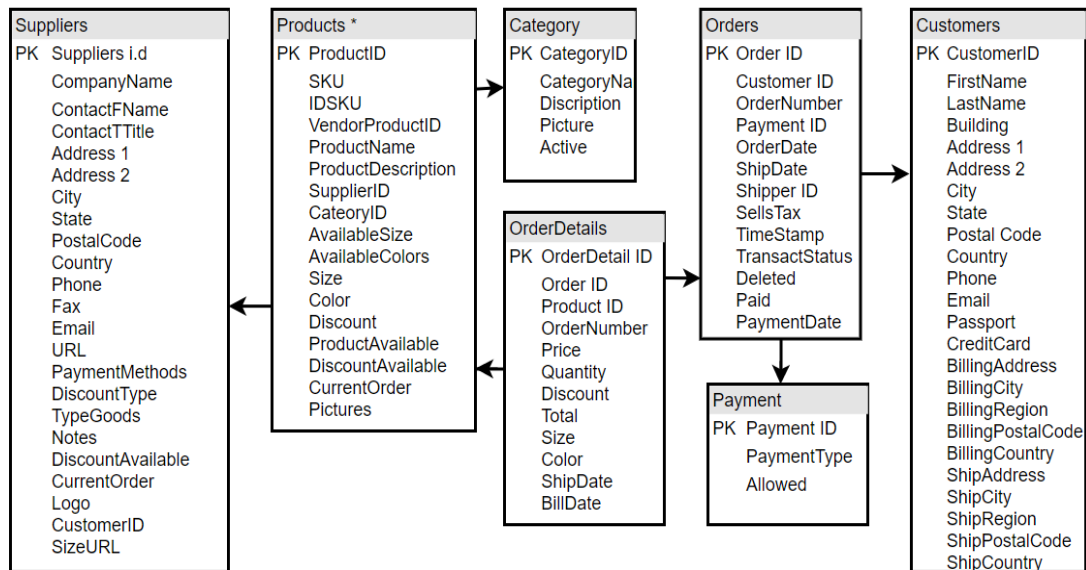 Suppliers
PK Suppliers i.d
CompanyName
ContactFName
ContactTTitle
Address 1
Address 2
City
State
PostalCode
Country
Phone
Fax
Email
URL
PaymentMethods
DiscountType
TypeGoods
Notes
DiscountAvailable
CurrentOrder
Logo
CustomerID
SizeURL
Products *
PK ProductID
SKU
IDSKU
VendorProductID
ProductName
ProductDescription
SupplierID
CateoryID
AvailableSize
AvailableColors
Size
Color
Discount
ProductAvailable
DiscountAvailable
CurrentOrder
Pictures
Category
PK CategoryID
CategoryNa
Discription
Picture
Active
OrderDetails
PK OrderDetail ID
Order ID
Product ID
OrderNumber
Price
Quantity
Discount
Total
Size
Color
ShipDate
BillDate
Orders
PK Order ID
Customer ID
OrderNumber
Payment ID
OrderDate
ShipDate
Shipper ID
SellsTax
TimeStamp
TransactStatus
Deleted
Paid
PaymentDate
Payment
PK Payment ID
PaymentType
Allowed
Customers
PK CustomerID
FirstName
LastName
Building
Address 1
Address 2
City
State
Postal Code
Country
Phone
Email
Passport
CreditCard
BillingAddress
BillingCity
BillingRegion
BillingPostalCode
BillingCountry
ShipAddress
ShipCity
ShipRegion
ShipPostalCode
ShipCountry